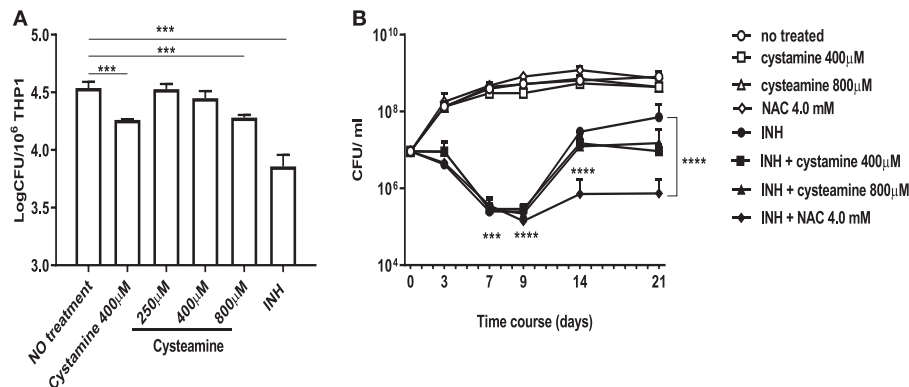 A
***
***
***
5.0
4.5
4.0
3.5
3.0
LogCFU/10⁶ THP1
NO treatment
Cystamine 400µM
250µM
400µM
800µM
INH
Cysteamine
B
10¹⁰
10⁸
10⁶
10⁴
CFU/ ml
0
3
7
9
14
21
Time course (days)
***
****
****
****
no treated
cystamine 400µM
cysteamine 800µM
NAC 4.0 mM
INH
INH + cystamine 400µM
INH + cysteamine 800µM
INH + NAC 4.0 mM